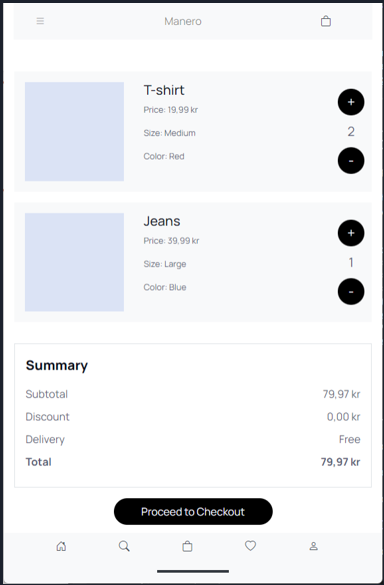 Manero
T-shirt
Price: 19,99 kr
Size: Medium
Color: Red
+
2
-
Jeans
Price: 39,99 kr
Size: Large
Color: Blue
+
1
-
Summary
Subtotal 79,97 kr
Discount 0,00 kr
Delivery Free
Total 79,97 kr
Proceed to Checkout